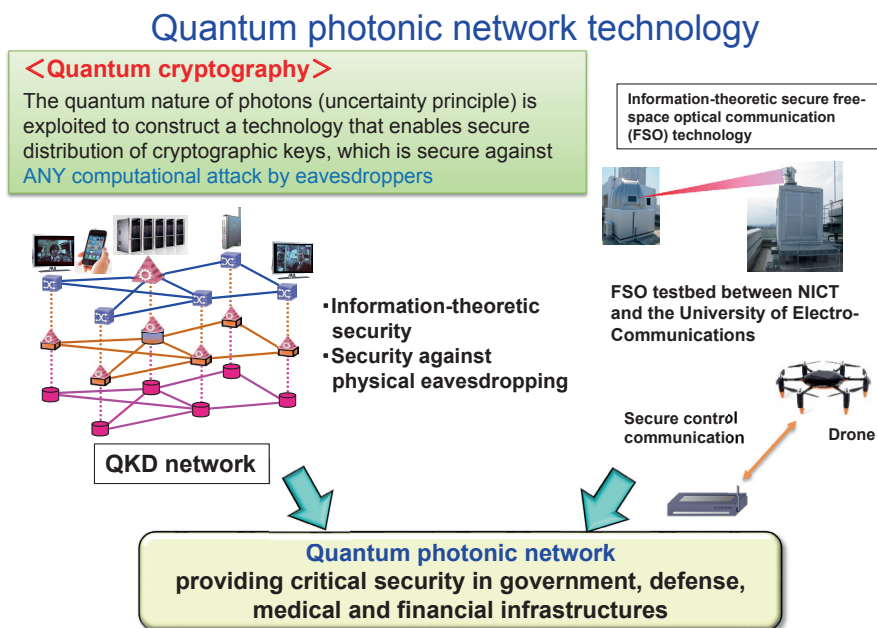 Quantum photonic network technology
＜Quantum cryptography＞
The quantum nature of photons (uncertainty principle) is
exploited to construct a technology that enables secure
distribution of cryptographic keys, which is secure against
ANY computational attack by eavesdroppers
Information-theoretic secure free-
space optical communication
(FSO) technology
・Information-theoretic
security
・Security against
physical eavesdropping
QKD network
FSO testbed between NICT
and the University of Electro-
Communications
Secure control
communication
Drone
Quantum photonic network
providing critical security in government, defense,
medical and financial infrastructures